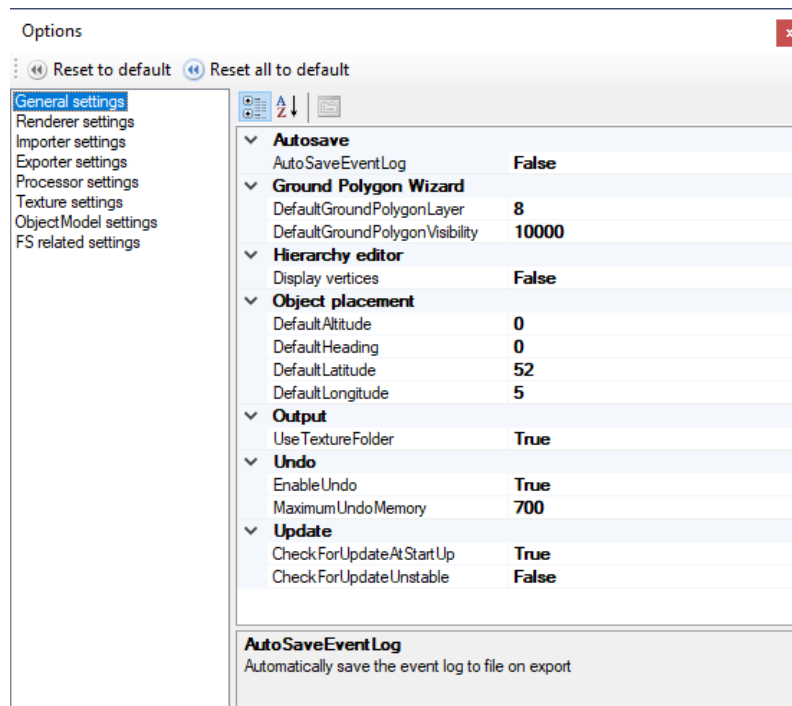 Options
Reset to default Reset all to default
General settings
Renderer settings
Importer settings
Exporter settings
Processor settings
Texture settings
ObjectModel settings
FS related settings
Autosave
AutoSaveEventLog False
Ground Polygon Wizard
DefaultGroundPolygonLayer 8
DefaultGroundPolygonVisibility 10000
Hierarchy editor
Display vertices False
Object placement
DefaultAltitude 0
DefaultHeading 0
DefaultLatitude 52
DefaultLongitude 5
Output
UseTextureFolder True
Undo
EnableUndo True
MaximumUndoMemory 700
Update
CheckForUpdateAtStartUp True
CheckForUpdateUnstable False
AutoSaveEventLog
Automatically save the event log to file on export